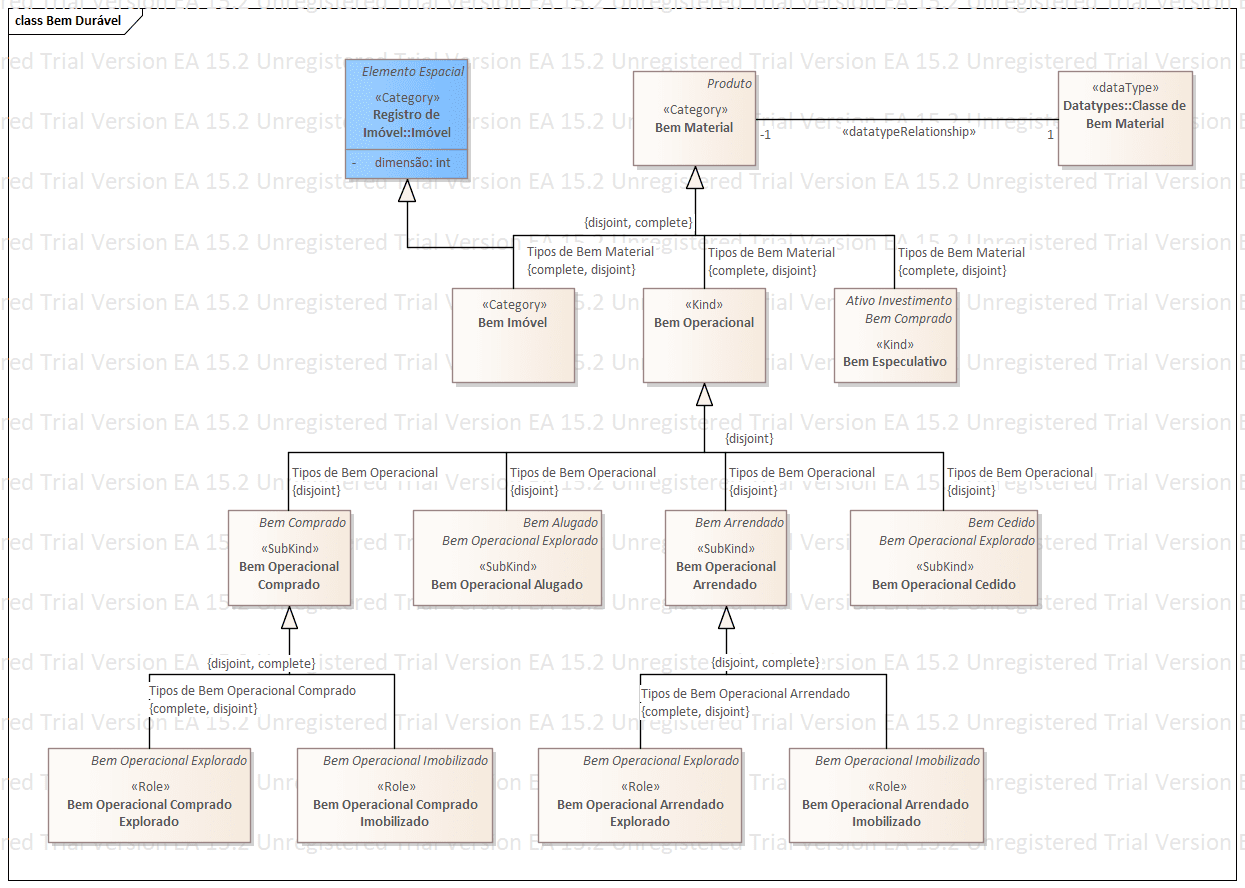 class Bem Durável
Elemento Espacial
«Category»
Registro de
Imóvel::Imóvel
- dimensão: int
Produto
«Category»
Bem Material
-1
«datatypeRelationship»
1
«dataType»
Datatypes::Classe de
Bem Material
{disjoint, complete}
Tipos de Bem Material
{complete, disjoint}
Tipos de Bem Material
{complete, disjoint}
Tipos de Bem Material
{complete, disjoint}
«Category»
Bem Imóvel
«Kind»
Bem Operacional
Ativo Investimento
Bem Comprado
«Kind»
Bem Especulativo
{disjoint}
Tipos de Bem Operacional
{disjoint}
Tipos de Bem Operacional
{disjoint}
Tipos de Bem Operacional
{disjoint}
Tipos de Bem Operacional
{disjoint}
Bem Comprado
«SubKind»
Bem Operacional
Comprado
Bem Alugado
Bem Operacional Explorado
«SubKind»
Bem Operacional Alugado
Bem Arrendado
«SubKind»
Bem Operacional
Arrendado
Bem Cedido
Bem Operacional Explorado
«SubKind»
Bem Operacional Cedido
{disjoint, complete}
Tipos de Bem Operacional Comprado
{complete, disjoint}
{disjoint, complete}
Tipos de Bem Operacional Arrendado
{complete, disjoint}
Bem Operacional Explorado
«Role»
Bem Operacional Comprado
Explorado
Bem Operacional Imobilizado
«Role»
Bem Operacional Comprado
Imobilizado
Bem Operacional Explorado
«Role»
Bem Operacional Arrendado
Explorado
Bem Operacional Imobilizado
«Role»
Bem Operacional Arrendado
Imobilizado
Unregistered Trial Version EA 15.2